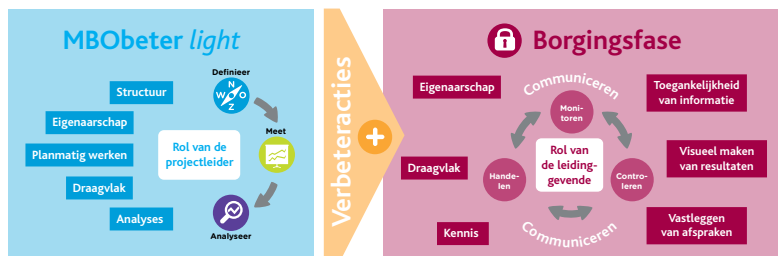 MBObeter light
Structuur
Eigenaarschap
Planmatig werken
Draagvlak
Analyses
Rol van de
projectleider
Definieer
N
W O
Z
Meet
Analyseer
Verbeteracties
+
Borgingsfase
Eigenaarschap
Draagvlak
Kennis
Communiceren
Moni-
toren
Rol van
de leiding-
gevende
Hande-
len
Contro-
leren
Communiceren
Toegankelijkheid
van informatie
Visueel maken
van resultaten
Vastleggen
van afspraken